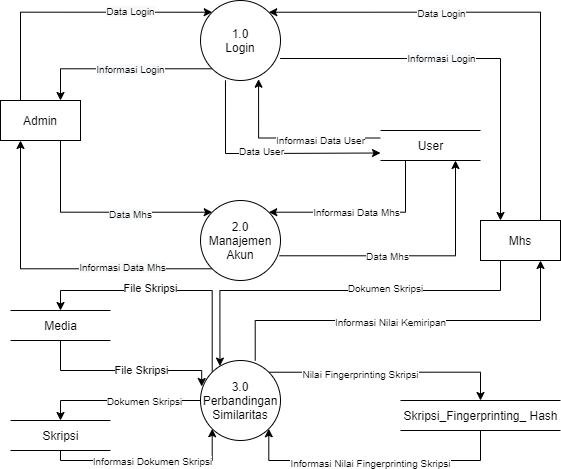 Data Login
Data Login
1.0
Login
Informasi Login
Informasi Login
Admin
Informasi Data User
Data User
User
2.0
Manajemen
Akun
Data Mhs
Informasi Data Mhs
Informasi Data Mhs
Data Mhs
Mhs
File Skripsi
Dokumen Skripsi
Media
Informasi Nilai Kemiripan
File Skripsi
Nilai Fingerprinting Skripsi
3.0
Perbandingan
Similaritas
Dokumen Skripsi
Skripsi_Fingerprinting_ Hash
Skripsi
Informasi Dokumen Skripsi
Informasi Nilai Fingerprinting Skripsi